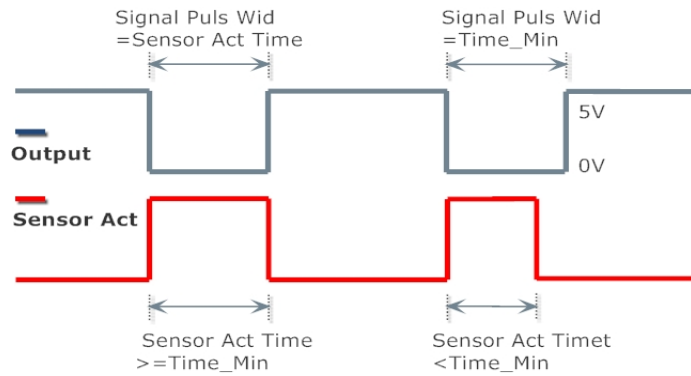 Signal Puls Wid
=Sensor Act Time
Signal Puls Wid
=Time_Min
5V
Output
0V
Sensor Act
Sensor Act Time
>=Time_Min
Sensor Act Timet
<Time_Min